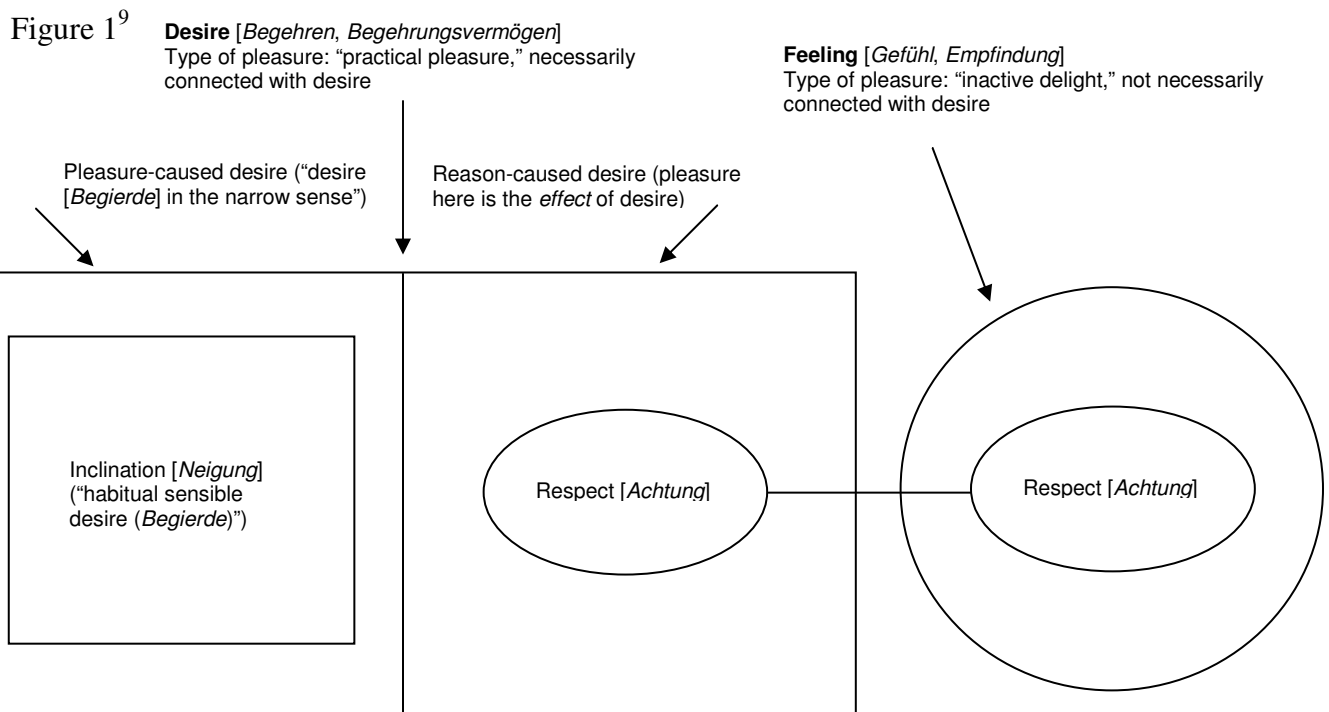 Figure 1⁹
Desire [Begehren, Begehrungsvermögen]
Type of pleasure: “practical pleasure,” necessarily
connected with desire
Feeling [Gefühl, Empfindung]
Type of pleasure: “inactive delight,” not necessarily
connected with desire
Pleasure-caused desire (“desire
[Begierde] in the narrow sense”)
Reason-caused desire (pleasure
here is the effect of desire)
Inclination [Neigung]
(“habitual sensible
desire (Begierde)”)
Respect [Achtung]
Respect [Achtung]